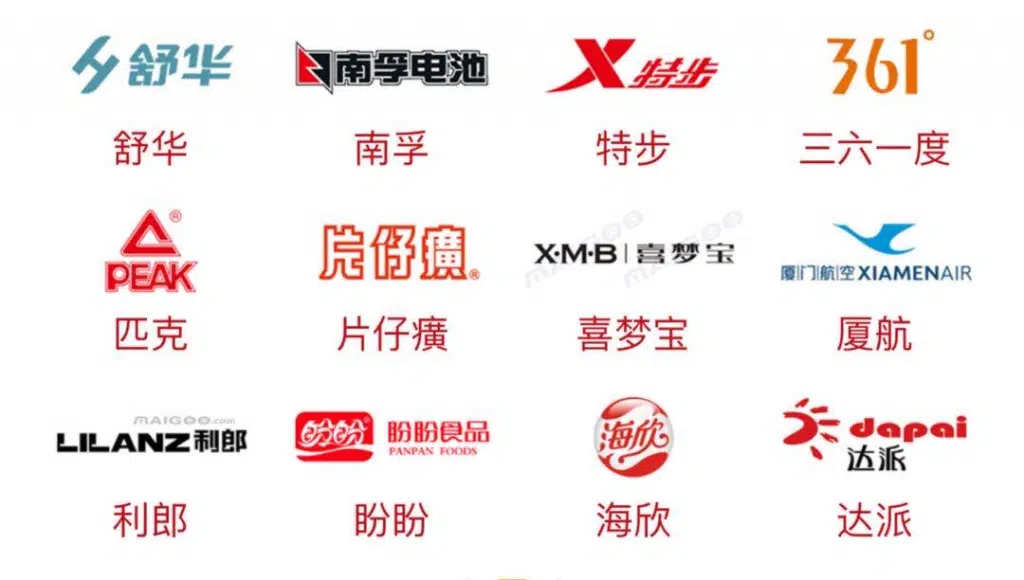 舒华
南孚电池
X 特步
361°
舒华
南孚
特步
三六一度
PEAK®
片仔癀®
X·M·B | 喜梦宝
厦门航空 XIAMENAIR
匹克
片仔癀
喜梦宝
厦航
MAIGOO.com
LILANZ利郎
盼盼 盼盼食品
PANPAN FOODS
海欣
dapai
达派
利郎
盼盼
海欣
达派